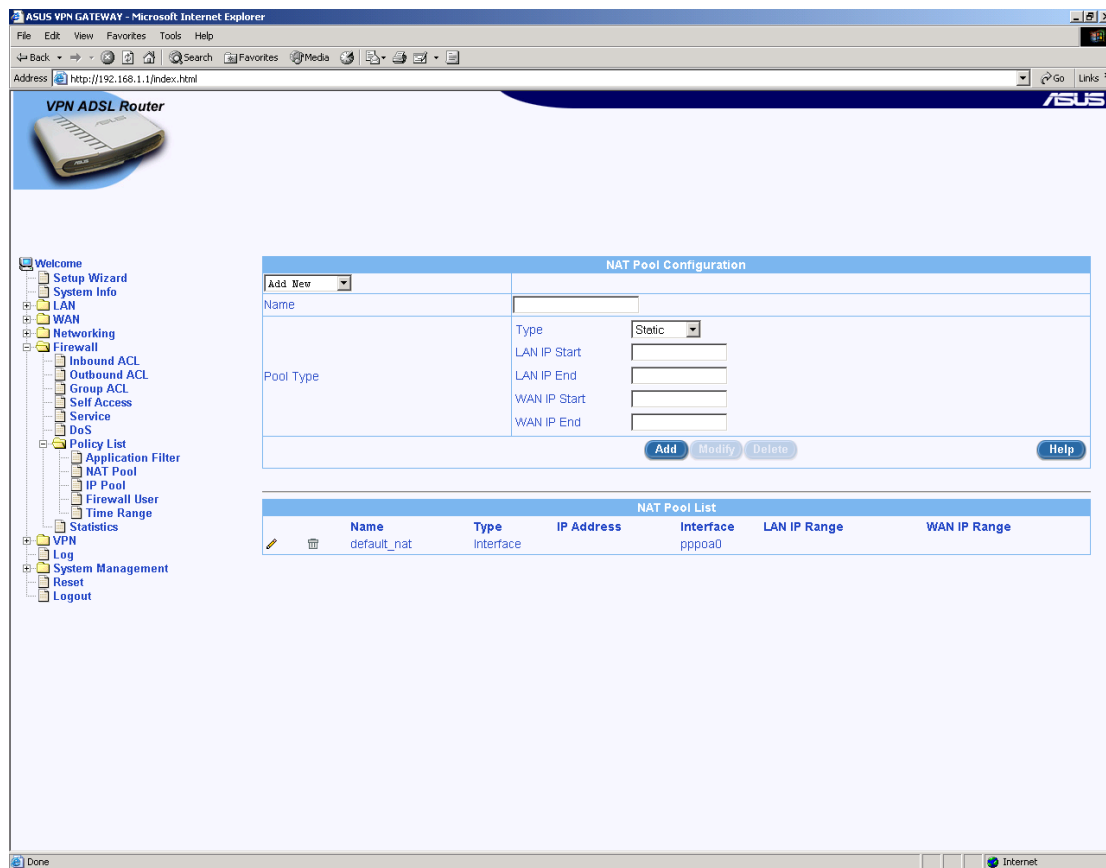 ASUS VPN GATEWAY - Microsoft Internet Explorer
File Edit View Favorites Tools Help
Back Search Favorites Media
Address http://192.168.1.1/index.html Go Links
VPN ADSL Router
ASUS
Welcome
Setup Wizard
System Info
LAN
WAN
Networking
Firewall
Inbound ACL
Outbound ACL
Group ACL
Self Access
Service
DoS
Policy List
Application Filter
NAT Pool
IP Pool
Firewall User
Time Range
Statistics
VPN
Log
System Management
Reset
Logout
NAT Pool Configuration
Add New
Name
Pool Type
Type Static
LAN IP Start
LAN IP End
WAN IP Start
WAN IP End
Add Modify Delete Help
NAT Pool List
Name Type IP Address Interface LAN IP Range WAN IP Range
default_nat Interface pppoa0
Done Internet